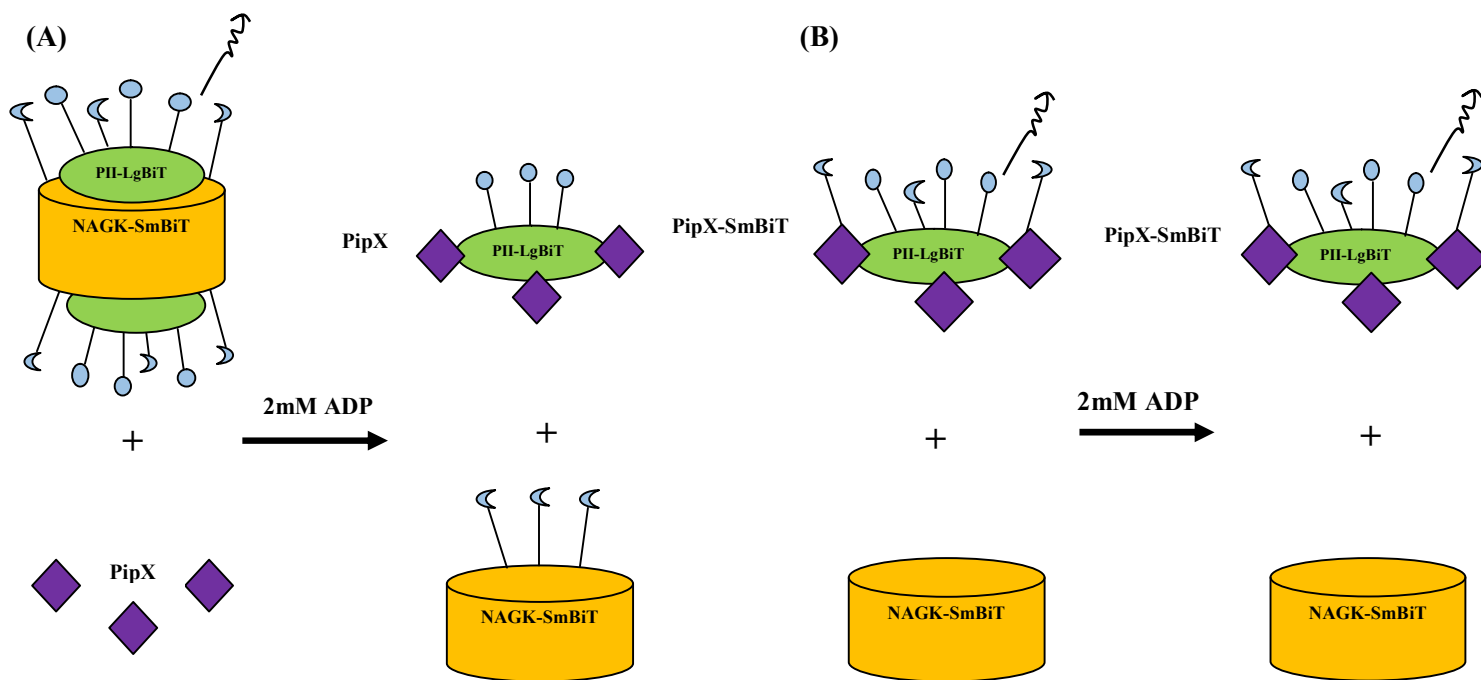 (A)
PII-LgBiT
NAGK-SmBiT
+
PipX
2mM ADP
PipX
PII-LgBiT
+
NAGK-SmBiT
(B)
PipX-SmBiT
PII-LgBiT
+
NAGK-SmBiT
2mM ADP
PipX-SmBiT
PII-LgBiT
+
NAGK-SmBiT